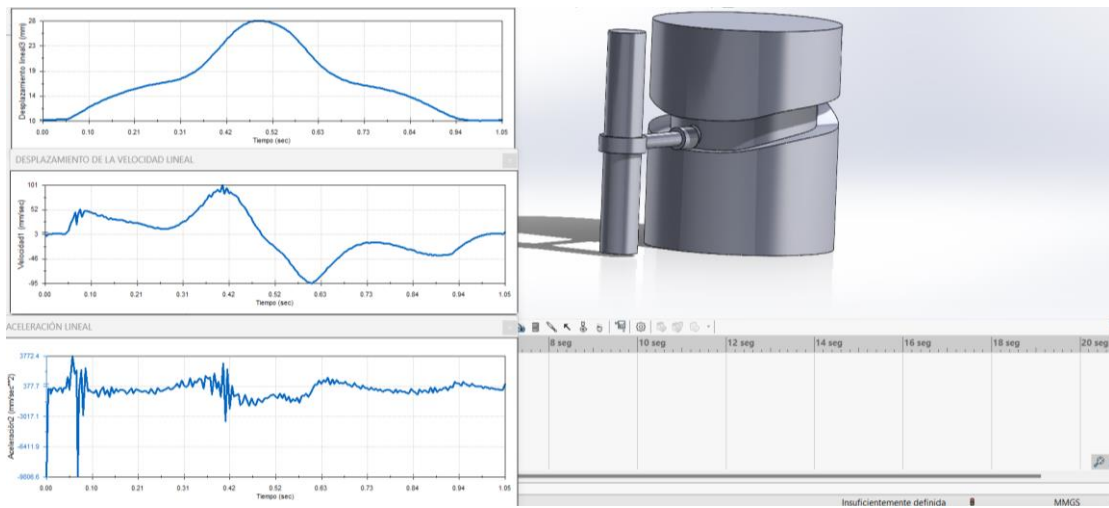 Desplazamiento lineal3 (mm)
28
23
19
14
10
0.00 0.10 0.21 0.31 0.42 0.52 0.63 0.73 0.84 0.94 1.05
Tiempo (sec)
DESPLAZAMIENTO DE LA VELOCIDAD LINEAL
Velocidad1 (mm/sec)
101
52
3
-46
-95
0.00 0.10 0.21 0.31 0.42 0.52 0.63 0.73 0.84 0.94 1.05
Tiempo (sec)
ACELERACIÓN LINEAL
Aceleración2 (mm/sec**2)
3772.4
377.7
-3017.1
-6411.9
-9806.6
0.00 0.10 0.21 0.31 0.42 0.52 0.63 0.73 0.84 0.94 1.05
Tiempo (sec)
8 seg 10 seg 12 seg 14 seg 16 seg 18 seg 20 seg
Insuficientemente definida MMGS